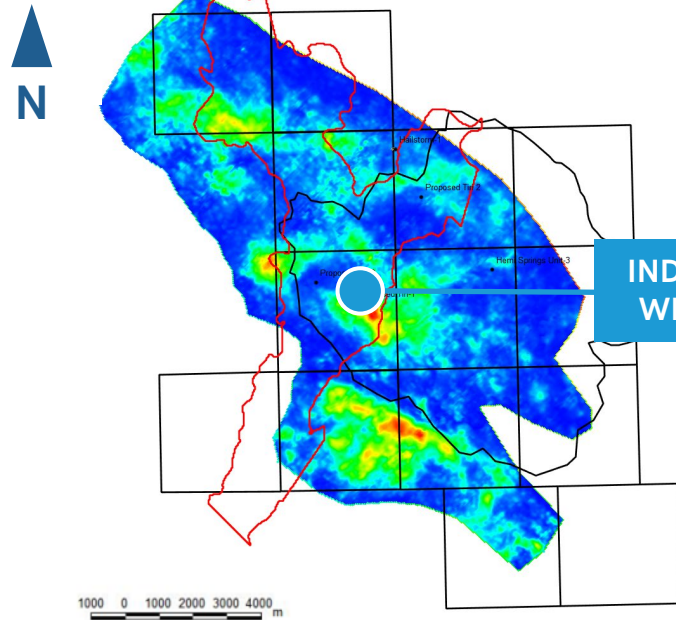 N
Hailstorm 1
Proposed Tin 2
Hemi Springs Unit-3
IND
WE
1000 0 1000 2000 3000 4000 m